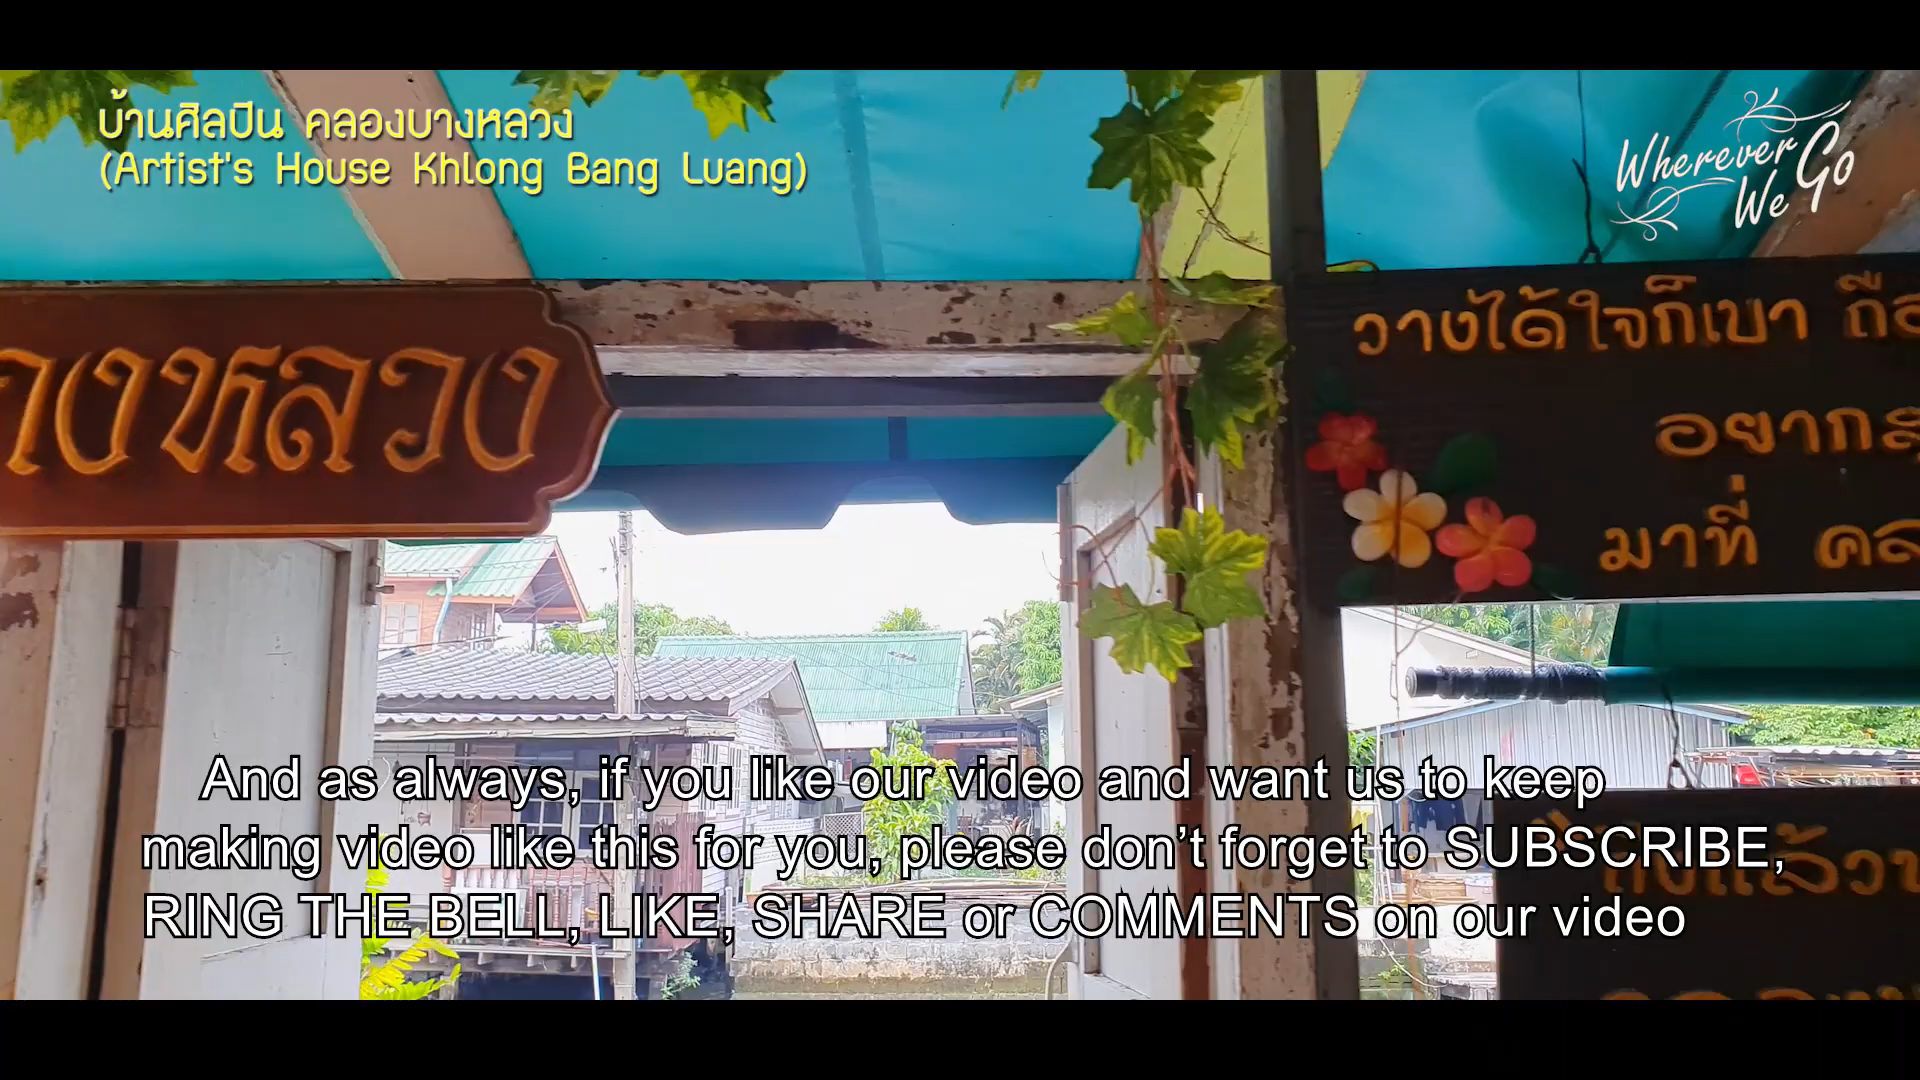 บ้านศิลปิน คลองบางหลวง
(Artist's House Khlong Bang Luang)
Wherever
We Go
างหลวง
วางได้ใจก็เบา
อยาก
มาที่
And as always, if you like our video and want us to keep
making video like this for you, please don’t forget to SUBSCRIBE,
RING THE BELL, LIKE, SHARE or COMMENTS on our video